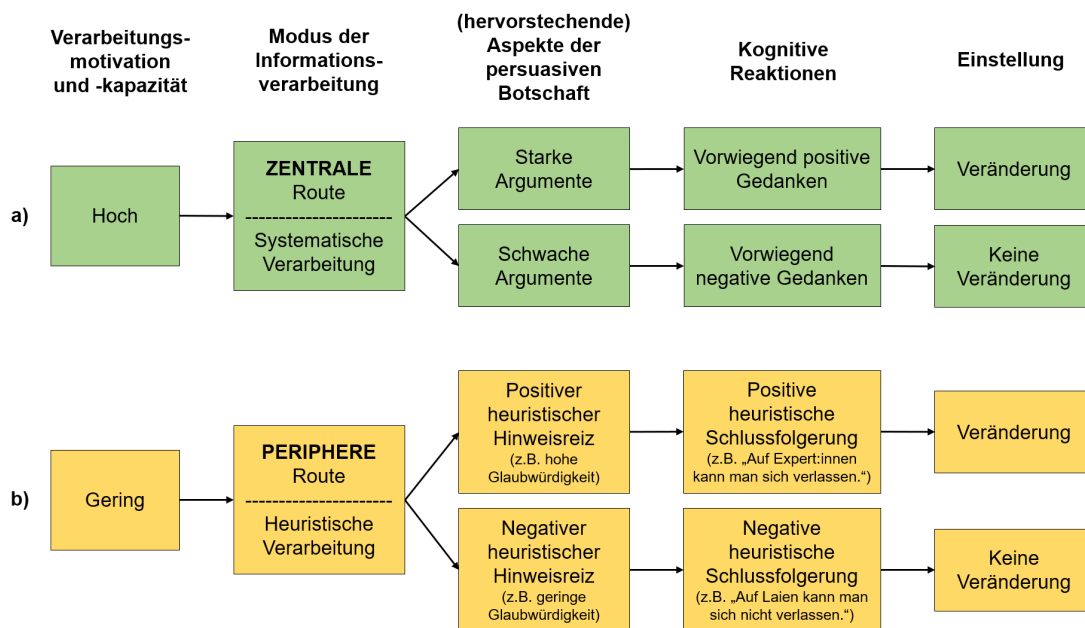 Verarbeitungs-
motivation
und -kapazität
Modus der
Informations-
verarbeitung
(hervorstechende)
Aspekte der
persuasiven
Botschaft
Kognitive
Reaktionen
Einstellung
a)
Hoch
ZENTRALE
Route
-----------------------
Systematische
Verarbeitung
Starke
Argumente
Vorwiegend positive
Gedanken
Veränderung
Schwache
Argumente
Vorwiegend
negative Gedanken
Keine
Veränderung
b)
Gering
PERIPHERE
Route
-----------------------
Heuristische
Verarbeitung
Positiver
heuristischer
Hinweisreiz
(z.B. hohe
Glaubwürdigkeit)
Positive
heuristische
Schlussfolgerung
(z.B. „Auf Expert:innen
kann man sich verlassen.“)
Veränderung
Negativer
heuristischer
Hinweisreiz
(z.B. geringe
Glaubwürdigkeit)
Negative
heuristische
Schlussfolgerung
(z.B. „Auf Laien kann man
sich nicht verlassen.“)
Keine
Veränderung